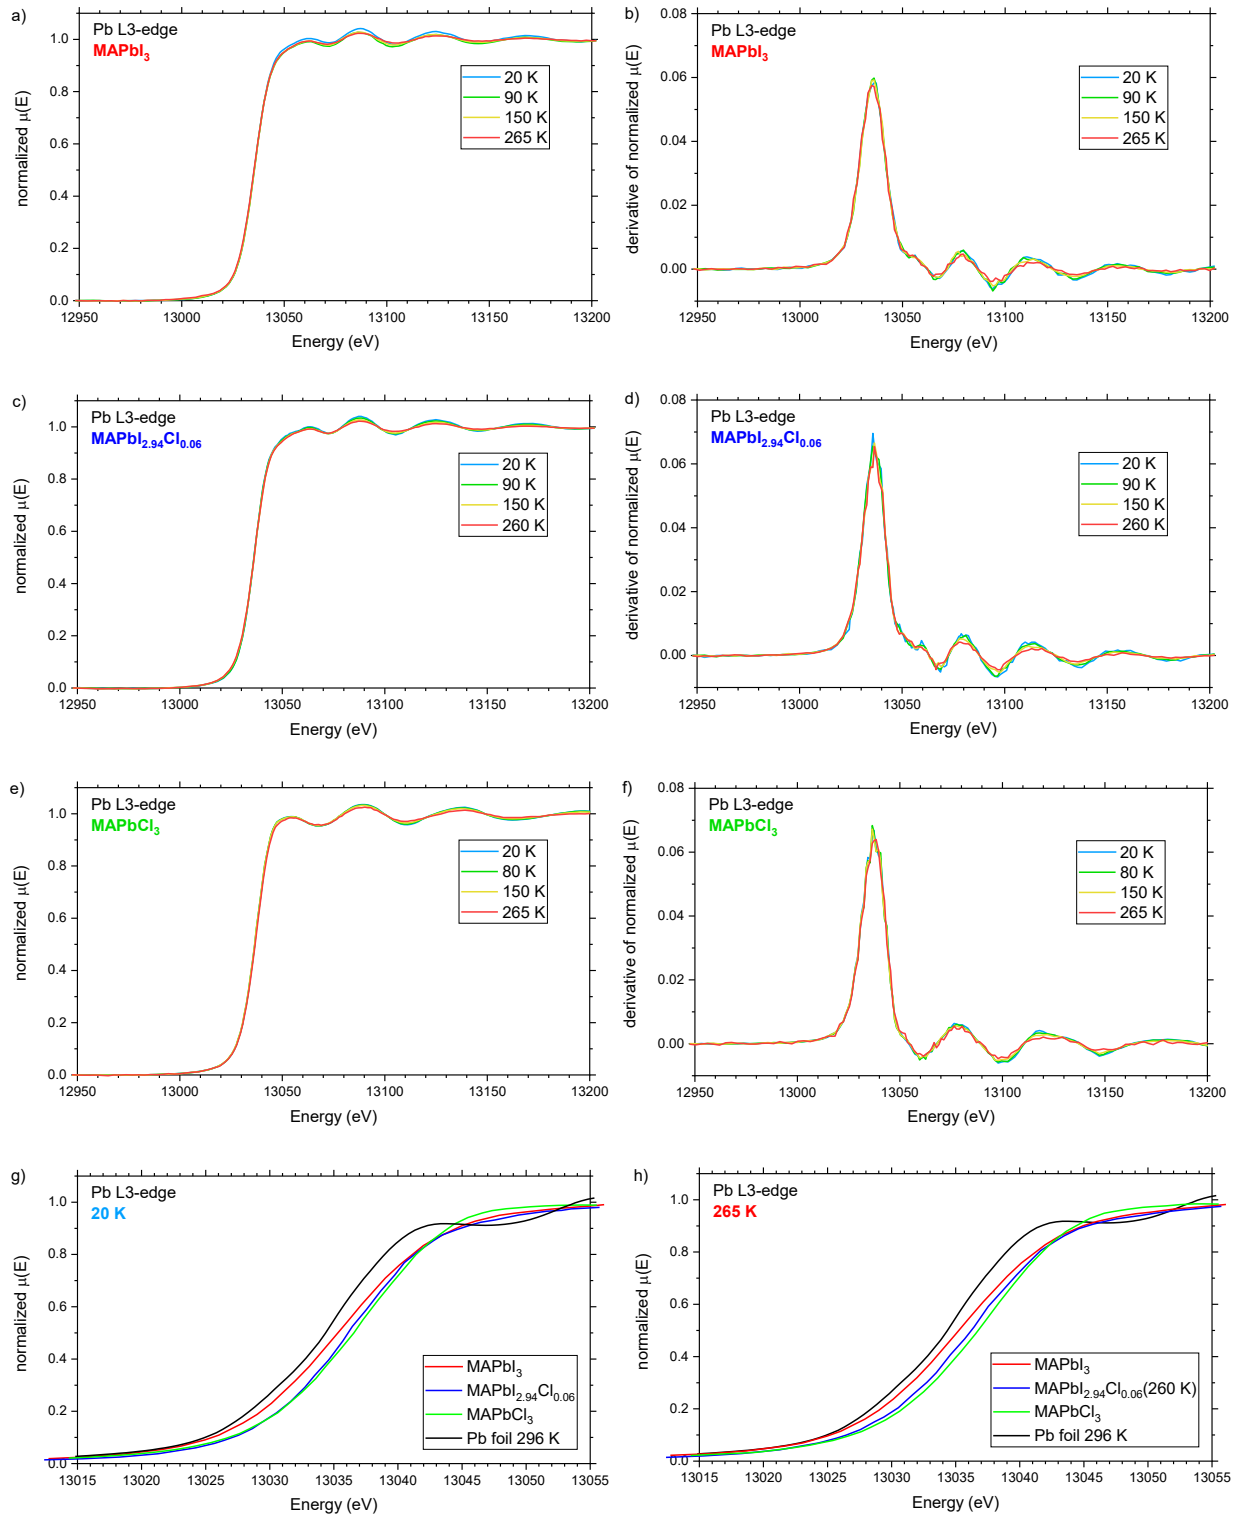 a)
Pb L3-edge
MAPbI3
20 K
90 K
150 K
265 K
normalized μ(E)
1.0
0.8
0.6
0.4
0.2
0.0
12950 13000 13050 13100 13150 13200
Energy (eV)
b)
Pb L3-edge
MAPbI3
20 K
90 K
150 K
265 K
derivative of normalized μ(E)
0.08
0.06
0.04
0.02
0.00
12950 13000 13050 13100 13150 13200
Energy (eV)
c)
Pb L3-edge
MAPbI2.94Cl0.06
20 K
90 K
150 K
260 K
normalized μ(E)
1.0
0.8
0.6
0.4
0.2
0.0
12950 13000 13050 13100 13150 13200
Energy (eV)
d)
Pb L3-edge
MAPbI2.94Cl0.06
20 K
90 K
150 K
260 K
derivative of normalized μ(E)
0.08
0.06
0.04
0.02
0.00
12950 13000 13050 13100 13150 13200
Energy (eV)
e)
Pb L3-edge
MAPbCl3
20 K
80 K
150 K
265 K
normalized μ(E)
1.0
0.8
0.6
0.4
0.2
0.0
12950 13000 13050 13100 13150 13200
Energy (eV)
f)
Pb L3-edge
MAPbCl3
20 K
80 K
150 K
265 K
derivative of normalized μ(E)
0.08
0.06
0.04
0.02
0.00
12950 13000 13050 13100 13150 13200
Energy (eV)
g)
Pb L3-edge
20 K
MAPbI3
MAPbI2.94Cl0.06
MAPbCl3
Pb foil 296 K
normalized μ(E)
1.0
0.8
0.6
0.4
0.2
0.0
13015 13020 13025 13030 13035 13040 13045 13050 13055
Energy (eV)
h)
Pb L3-edge
265 K
MAPbI3
MAPbI2.94Cl0.06(260 K)
MAPbCl3
Pb foil 296 K
normalized μ(E)
1.0
0.8
0.6
0.4
0.2
0.0
13015 13020 13025 13030 13035 13040 13045 13050 13055
Energy (eV)